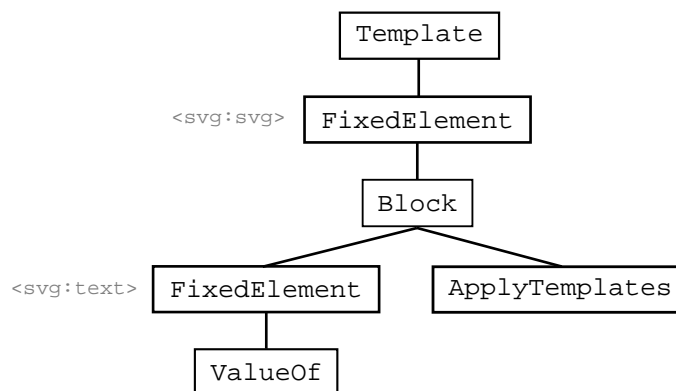 Template
<svg:svg> FixedElement
Block
<svg:text> FixedElement ApplyTemplates
ValueOf